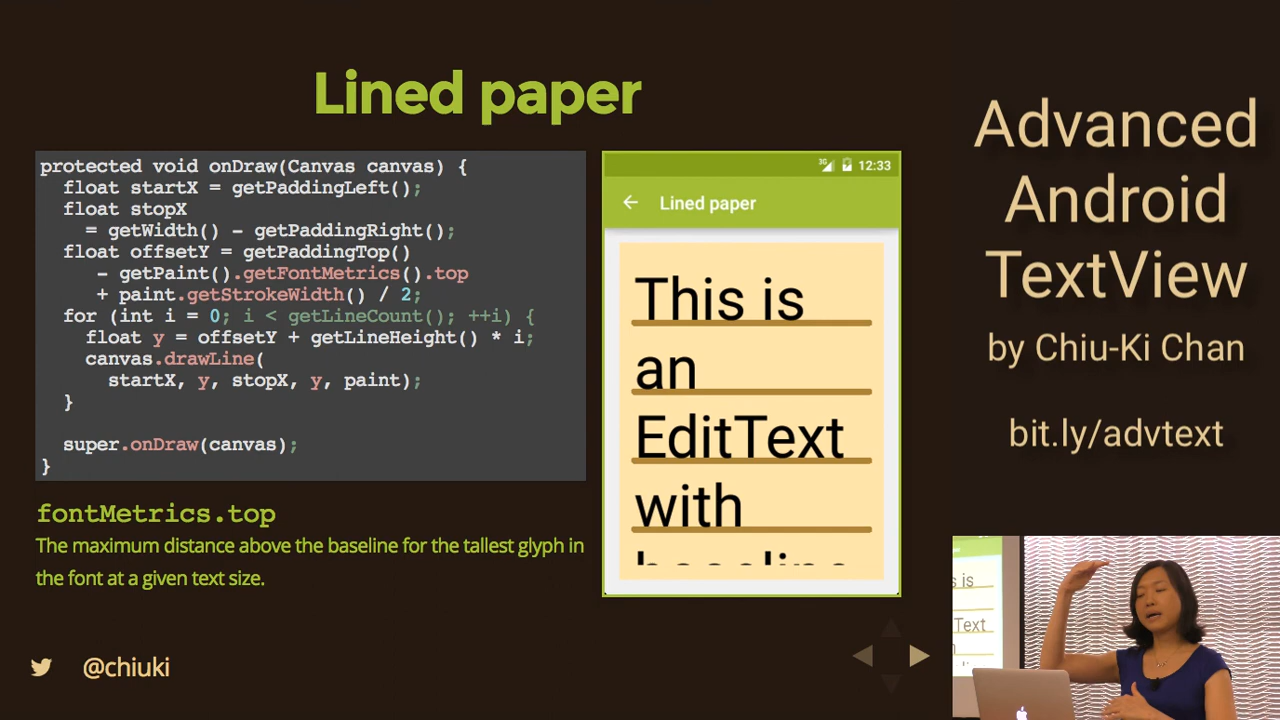 Lined paper
protected void onDraw(Canvas canvas) {
float startX = getPaddingLeft();
float stopX
= getWidth() - getPaddingRight();
float offsetY = getPaddingTop()
- getPaint().getFontMetrics().top
+ paint.getStrokeWidth() / 2;
for (int i = 0; i < getLineCount(); ++i) {
float y = offsetY + getLineHeight() * i;
canvas.drawLine(
startX, y, stopX, y, paint);
}
super.onDraw(canvas);
}
fontMetrics.top
The maximum distance above the baseline for the tallest glyph in
the font at a given text size.
@chiuki
3G 12:33
Lined paper
This is
an
EditText
with
baseline
Advanced
Android
TextView
by Chiu-Ki Chan
bit.ly/advtext
s is
Text